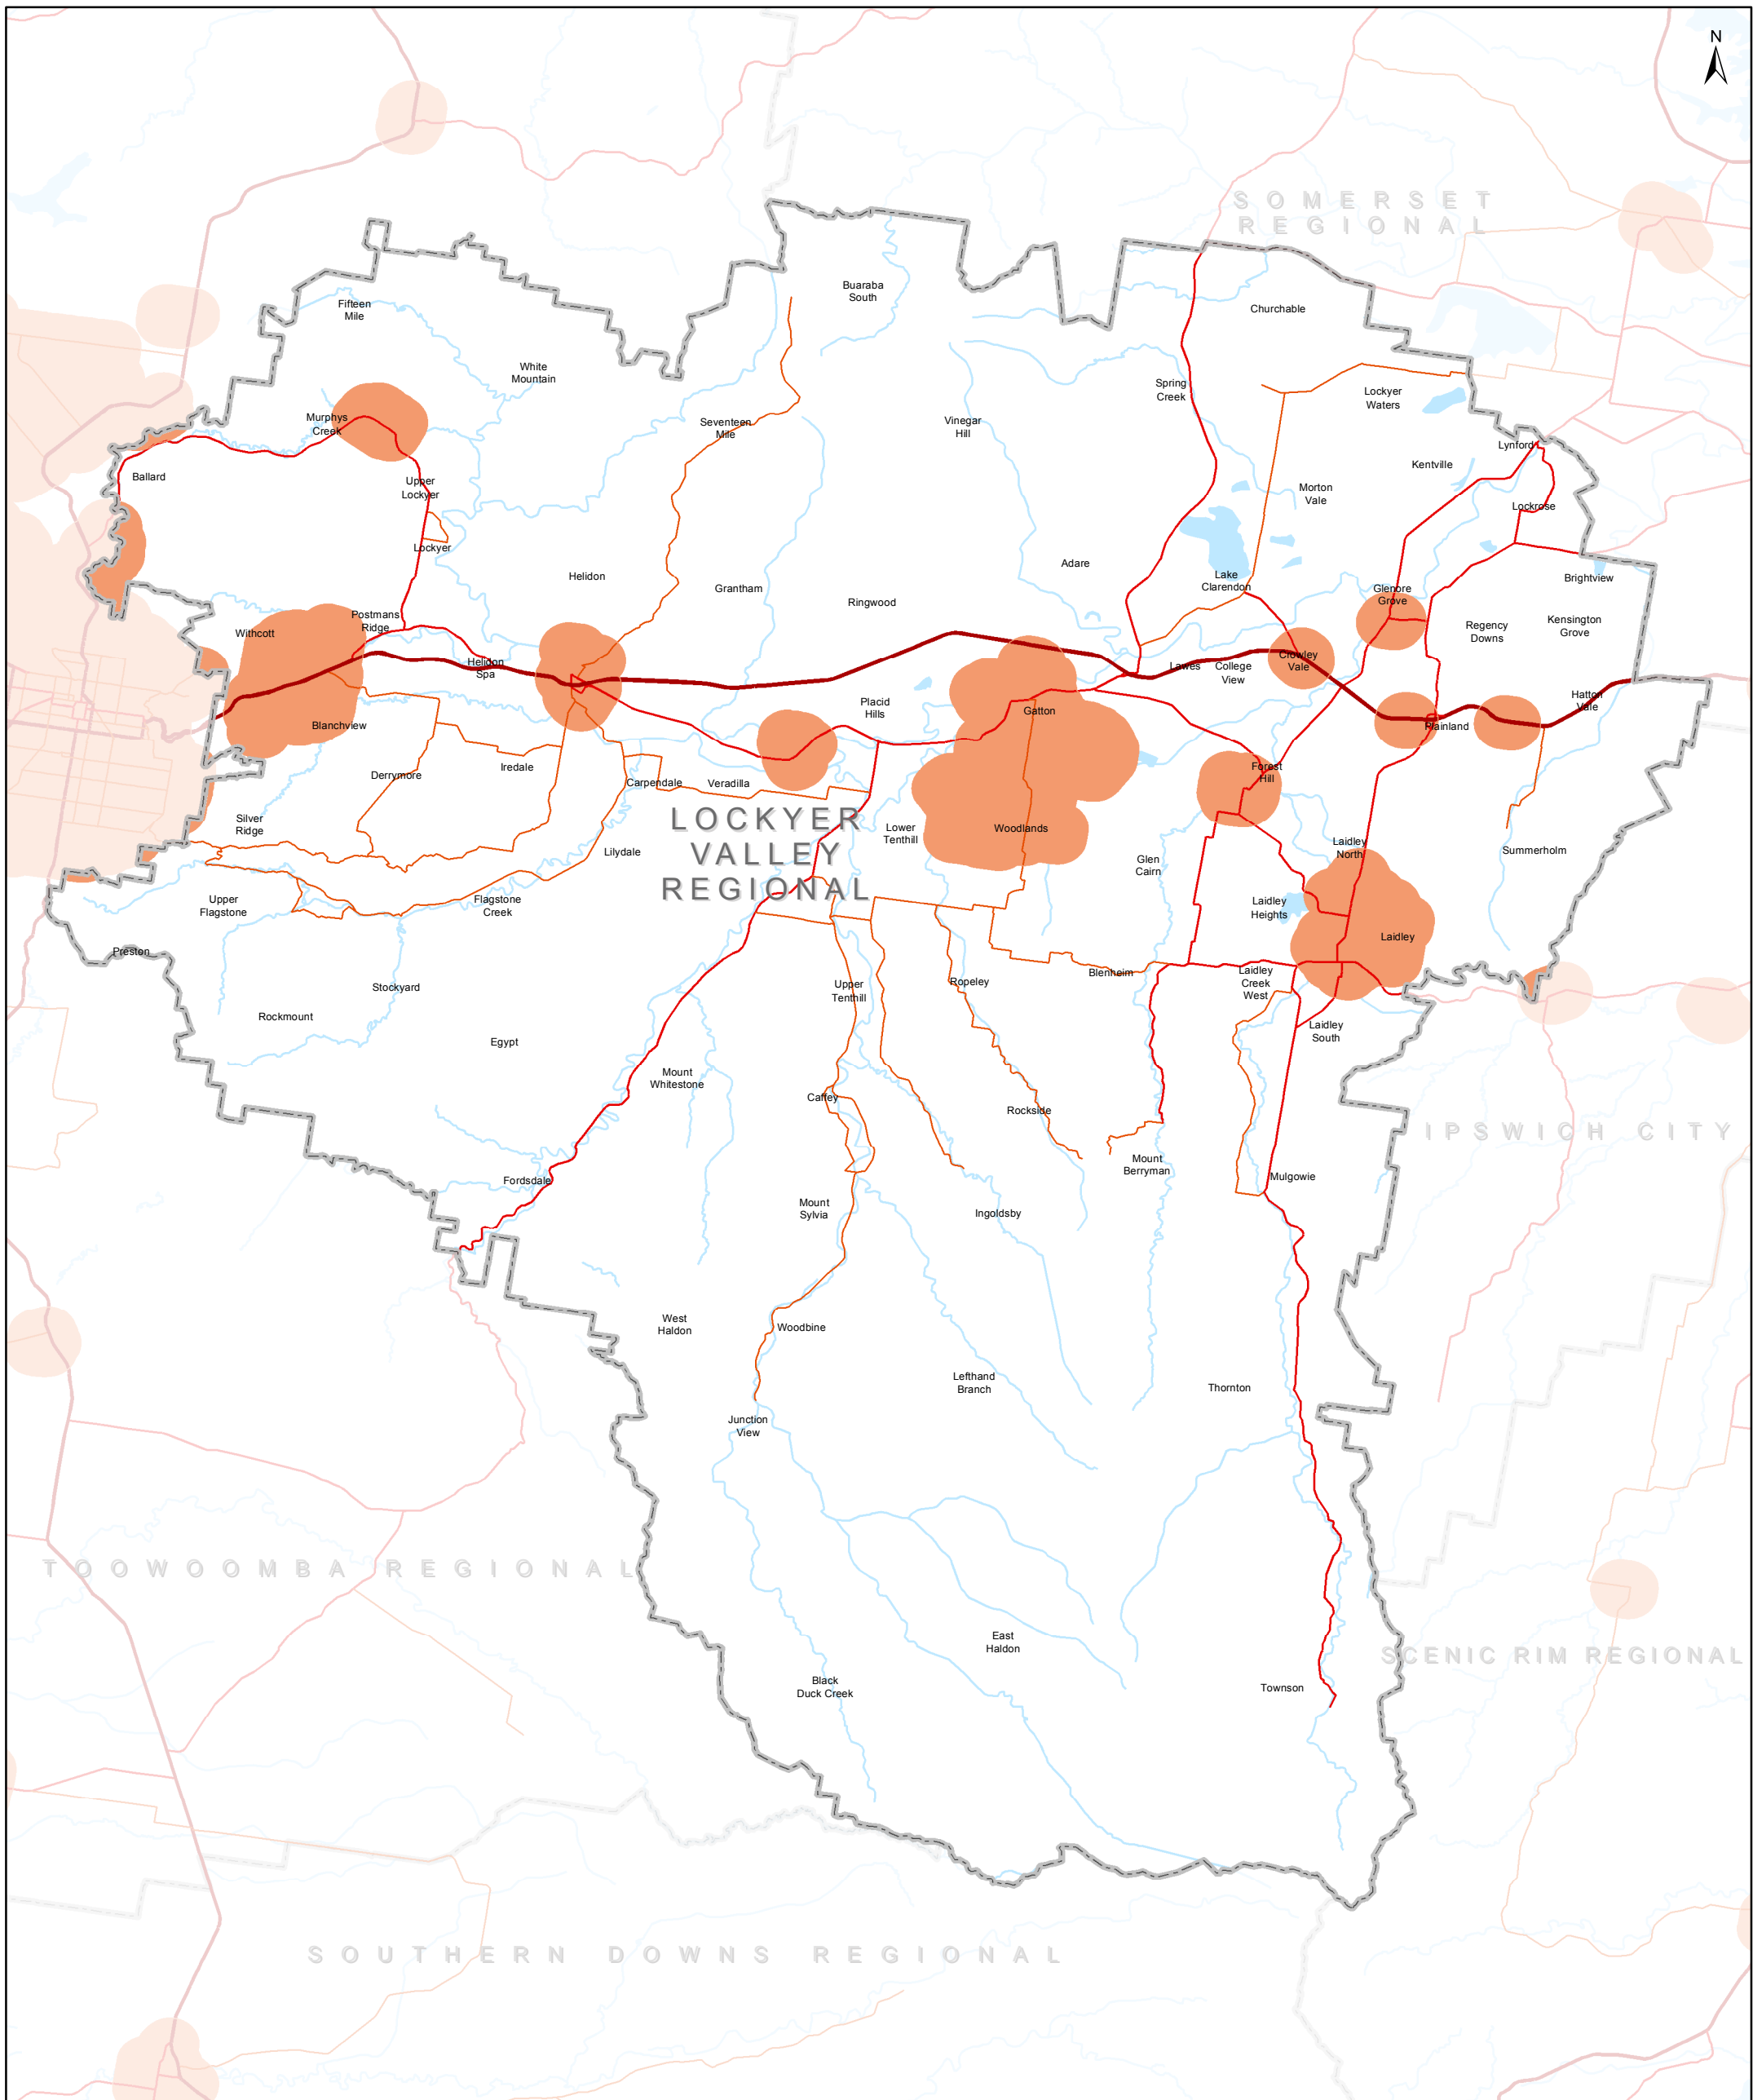 N
SOMERSET
REGIONAL
Buaraba
South
Fifteen
Mile
Churchable
White
Mountain
Spring
Creek
Lockyer
Waters
Murphys
Creek
Seventeen
Mile
Vinegar
Hill
Lynford
Kentville
Ballard
Upper
Lockyer
Morton
Vale
Lockrose
Lockyer
Adare
Helidon
Lake
Clarendon
Brightview
Grantham
Glenore
Grove
Ringwood
Postmans
Ridge
Withcott
Regency
Downs
Kensington
Grove
Helidon
Spa
Lawes
College
View
Crowley
Vale
Placid
Hills
Gatton
Hatton
Vale
Blanchview
Plainland
Derrymore
Iredale
Carpendale
Veradilla
Forest
Hill
LOCKYER
VALLEY
REGIONAL
Silver
Ridge
Lower
Tenthill
Woodlands
Laidley
North
Summerholm
Lilydale
Glen
Cairn
Upper
Flagstone
Flagstone
Creek
Laidley
Heights
Laidley
Preston
Stockyard
Upper
Tenthill
Ropeley
Blenheim
Laidley
Creek
West
Rockmount
Laidley
South
Egypt
Mount
Whitestone
Caffey
Rockside
IPSWICH CITY
Mount
Berryman
Fordsdale
Mulgowie
Mount
Sylvia
Ingoldsby
West
Haldon
Woodbine
Lefthand
Branch
Thornton
Junction
View
TOOWOOMBA REGIONAL
East
Haldon
SCENIC RIM REGIONAL
Black
Duck Creek
Townson
SOUTHERN DOWNS REGIONAL